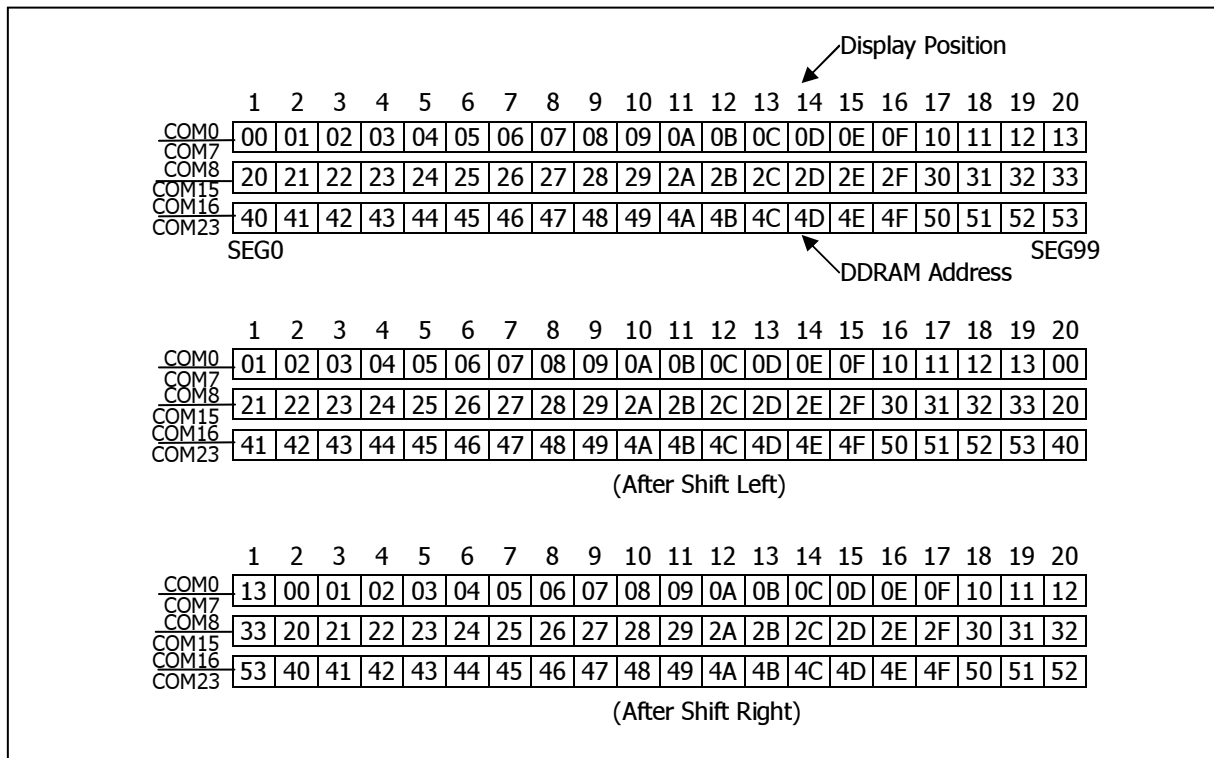 Display Position
1 2 3 4 5 6 7 8 9 10 11 12 13 14 15 16 17 18 19 20
COM0
COM7
00 01 02 03 04 05 06 07 08 09 0A 0B 0C 0D 0E 0F 10 11 12 13
COM8
COM15
20 21 22 23 24 25 26 27 28 29 2A 2B 2C 2D 2E 2F 30 31 32 33
COM16
COM23
40 41 42 43 44 45 46 47 48 49 4A 4B 4C 4D 4E 4F 50 51 52 53
SEG0 SEG99
DDRAM Address
1 2 3 4 5 6 7 8 9 10 11 12 13 14 15 16 17 18 19 20
COM0
COM7
01 02 03 04 05 06 07 08 09 0A 0B 0C 0D 0E 0F 10 11 12 13 00
COM8
COM15
21 22 23 24 25 26 27 28 29 2A 2B 2C 2D 2E 2F 30 31 32 33 20
COM16
COM23
41 42 43 44 45 46 47 48 49 4A 4B 4C 4D 4E 4F 50 51 52 53 40
(After Shift Left)
1 2 3 4 5 6 7 8 9 10 11 12 13 14 15 16 17 18 19 20
COM0
COM7
13 00 01 02 03 04 05 06 07 08 09 0A 0B 0C 0D 0E 0F 10 11 12
COM8
COM15
33 20 21 22 23 24 25 26 27 28 29 2A 2B 2C 2D 2E 2F 30 31 32
COM16
COM23
53 40 41 42 43 44 45 46 47 48 49 4A 4B 4C 4D 4E 4F 50 51 52
(After Shift Right)